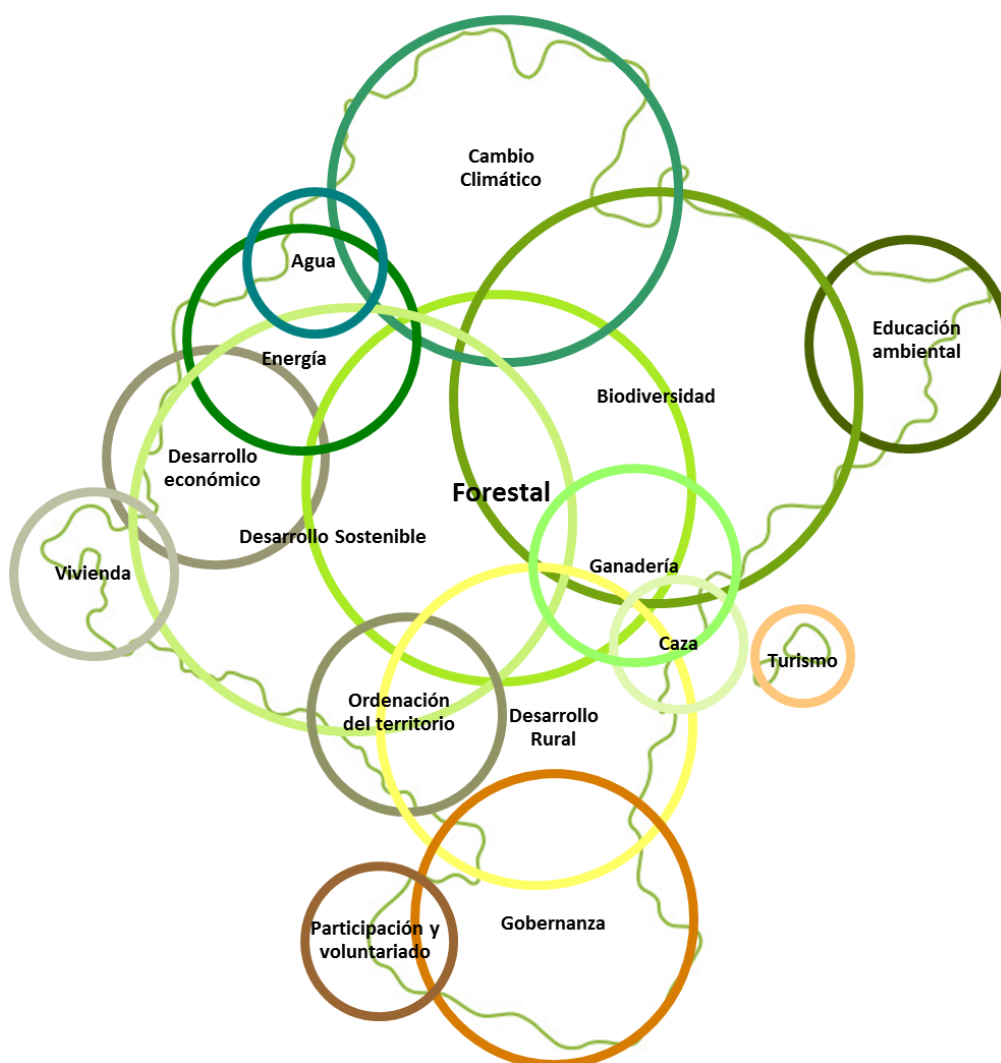 Cambio
Climático
Agua
Educación
ambiental
Energía
Biodiversidad
Desarrollo
económico
Forestal
Desarrollo Sostenible
Ganadería
Vivienda
Caza
Turismo
Ordenación
del territorio
Desarrollo
Rural
Gobernanza
Participación y
voluntariado